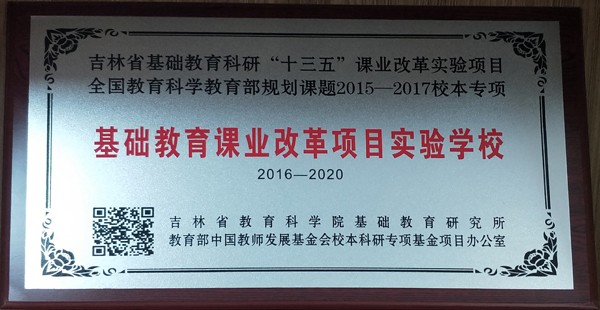 吉林省基础教育科研“十三五”课业改革实验项目
全国教育科学教育部规划课题2015—2017校本专项
基础教育课业改革项目实验学校
2016—2020
吉林省教育科学院基础教育研究所
教育部中国教师发展基金会校本科研专项基金项目办公室